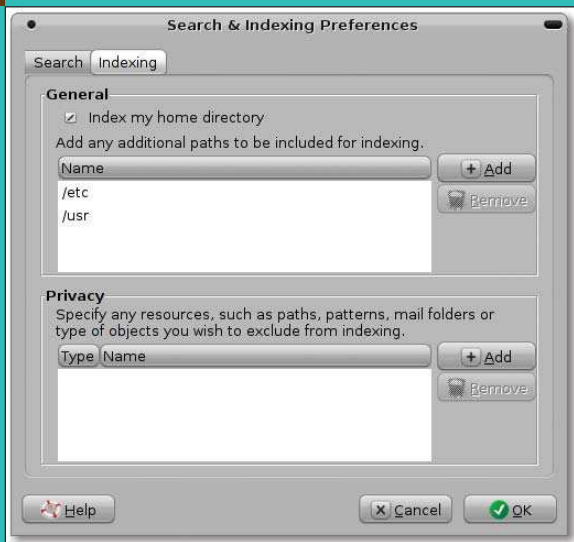 Search & Indexing Preferences
Search Indexing
General
Index my home directory
Add any additional paths to be included for indexing.
Name
Add
/etc
Remove
/usr
Privacy
Specify any resources, such as paths, patterns, mail folders or
type of objects you wish to exclude from indexing.
Type Name
Add
Remove
Help
Cancel
OK